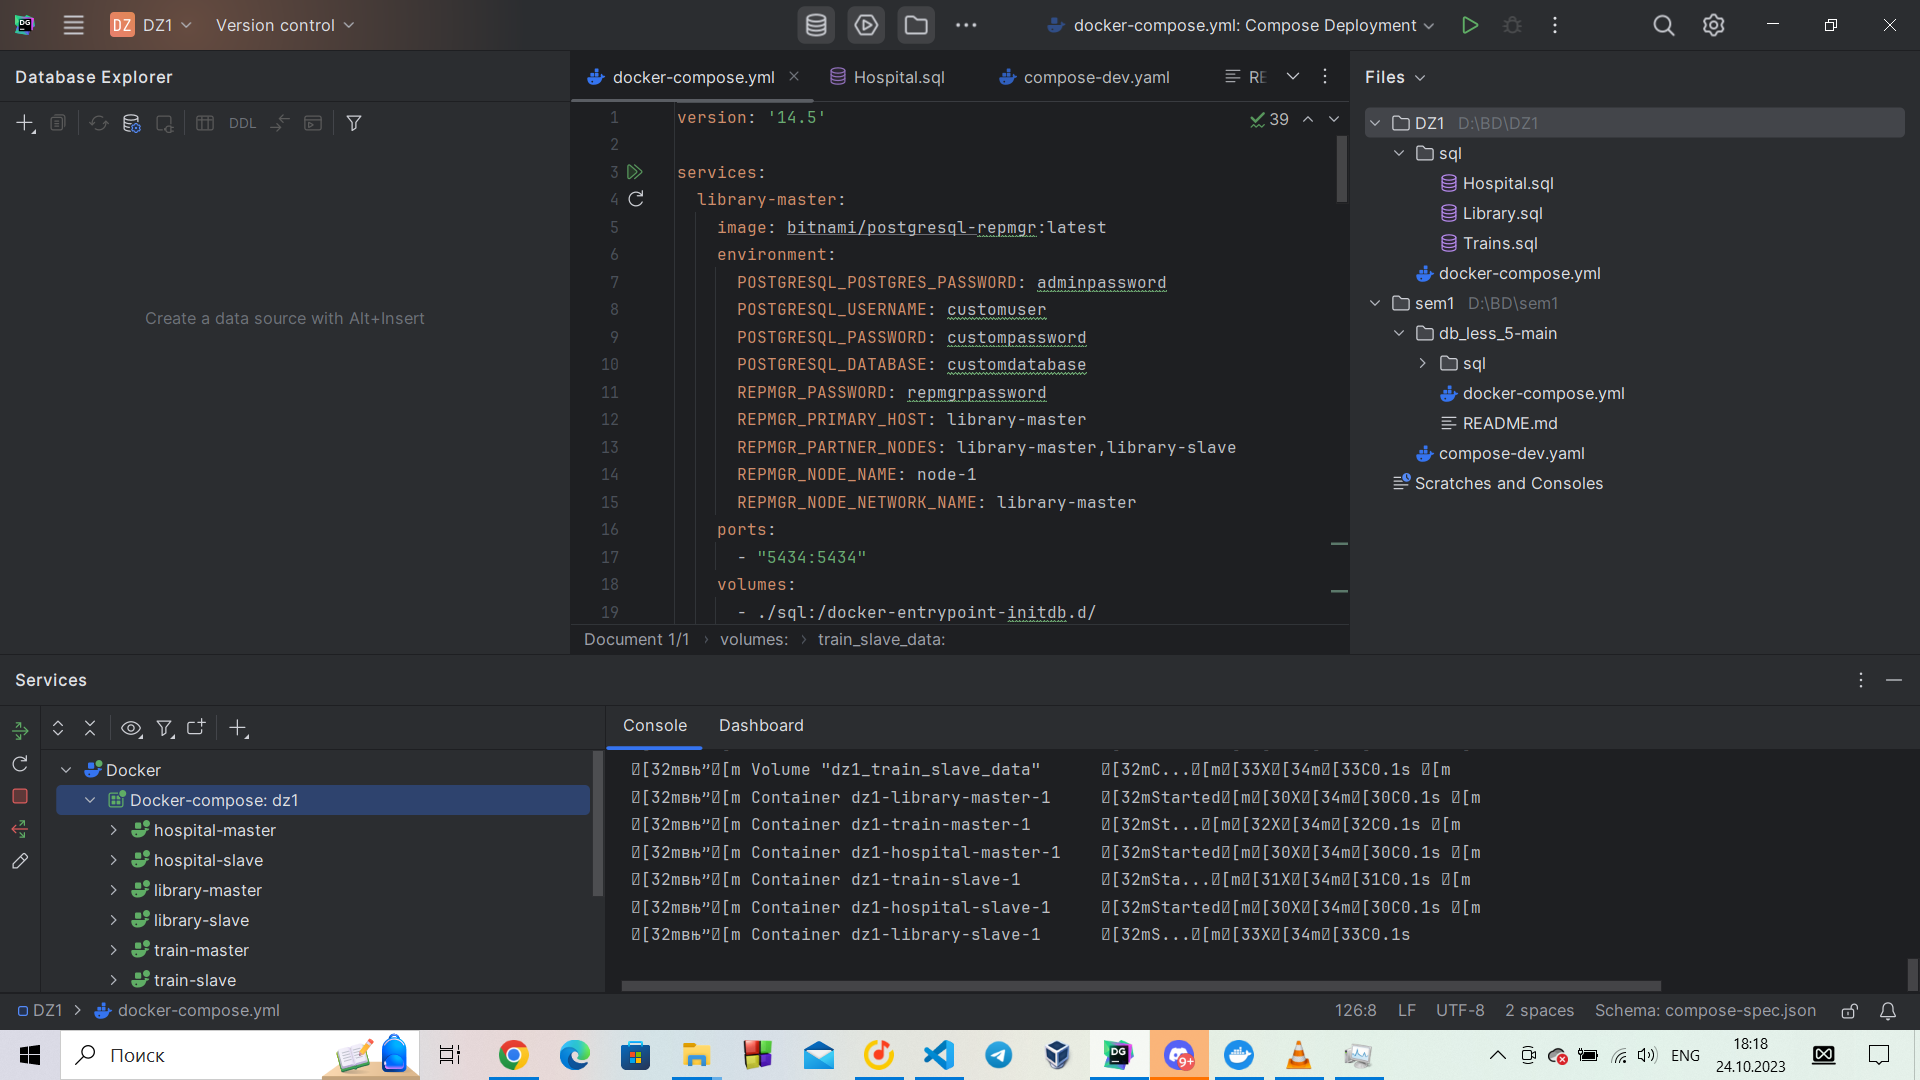 DG
DZ DZ1
Version control
docker-compose.yml: Compose Deployment
Database Explorer
DDL
Create a data source with Alt+Insert
docker-compose.yml
Hospital.sql
compose-dev.yaml
RE
39
1 version: '14.5'
2
3 services:
4 library-master:
5 image: bitnami/postgresql-repmgr:latest
6 environment:
7 POSTGRESQL_POSTGRES_PASSWORD: adminpassword
8 POSTGRESQL_USERNAME: customuser
9 POSTGRESQL_PASSWORD: custompassword
10 POSTGRESQL_DATABASE: customdatabase
11 REPMGR_PASSWORD: repmgrpassword
12 REPMGR_PRIMARY_HOST: library-master
13 REPMGR_PARTNER_NODES: library-master,library-slave
14 REPMGR_NODE_NAME: node-1
15 REPMGR_NODE_NETWORK_NAME: library-master
16 ports:
17 - "5434:5434"
18 volumes:
19 - ./sql:/docker-entrypoint-initdb.d/
Document 1/1 › volumes: › train_slave_data:
Files
DZ1 D:\BD\DZ1
sql
Hospital.sql
Library.sql
Trains.sql
docker-compose.yml
sem1 D:\BD\sem1
db_less_5-main
sql
docker-compose.yml
README.md
compose-dev.yaml
Scratches and Consoles
Services
Docker
Docker-compose: dz1
hospital-master
hospital-slave
library-master
library-slave
train-master
train-slave
Console
Dashboard
[32mвњ”[m Volume "dz1_train_slave_data" [32mC...[m[33X[34m[33C0.1s [m
[32mвњ”[m Container dz1-library-master-1 [32mStarted[m[30X[34m[30C0.1s [m
[32mвњ”[m Container dz1-train-master-1 [32mSt...[m[32X[34m[32C0.1s [m
[32mвњ”[m Container dz1-hospital-master-1 [32mStarted[m[30X[34m[30C0.1s [m
[32mвњ”[m Container dz1-train-slave-1 [32mSta...[m[31X[34m[31C0.1s [m
[32mвњ”[m Container dz1-hospital-slave-1 [32mStarted[m[30X[34m[30C0.1s [m
[32mвњ”[m Container dz1-library-slave-1 [32mS...[m[33X[34m[33C0.1s
DZ1 › docker-compose.yml
126:8
LF
UTF-8
2 spaces
Schema: compose-spec.json
Поиск
DG
9+
ENG
18:18
24.10.2023